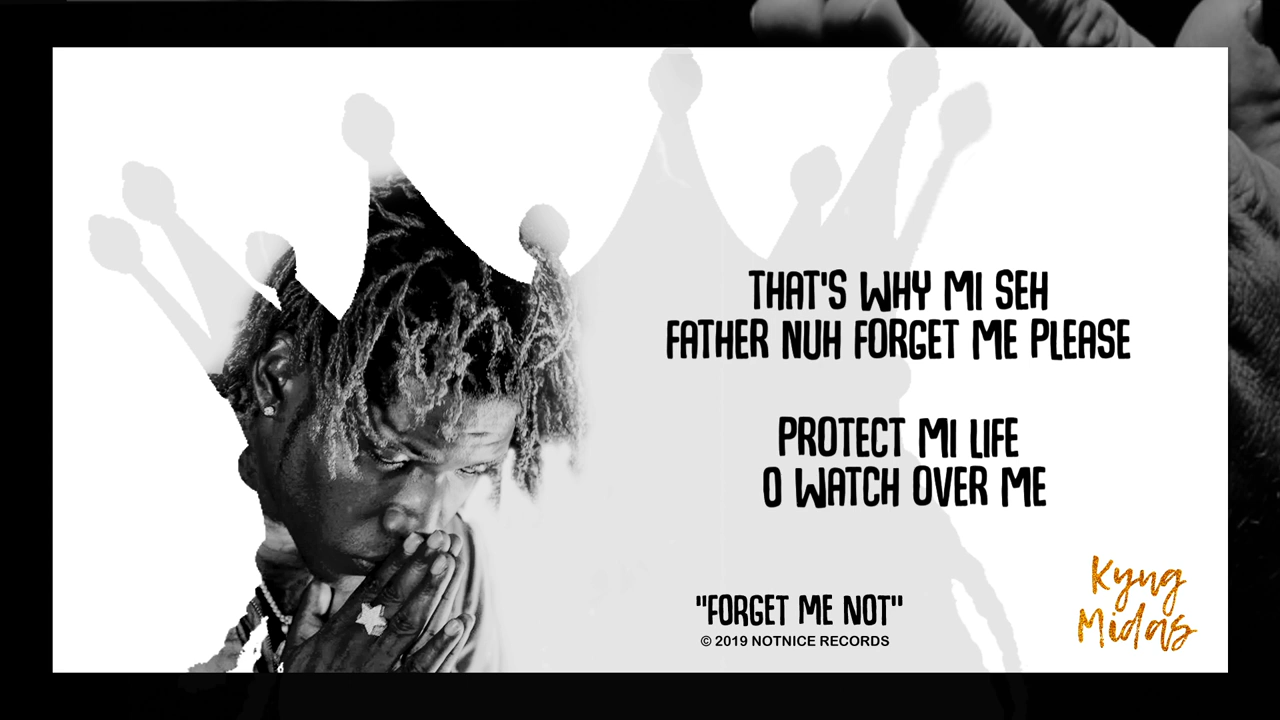 THAT'S WHY MI SEH
FATHER NUH FORGET ME PLEASE
PROTECT MI LIFE
O WATCH OVER ME
"FORGET ME NOT"
© 2019 NOTNICE RECORDS
Kyng
Midas